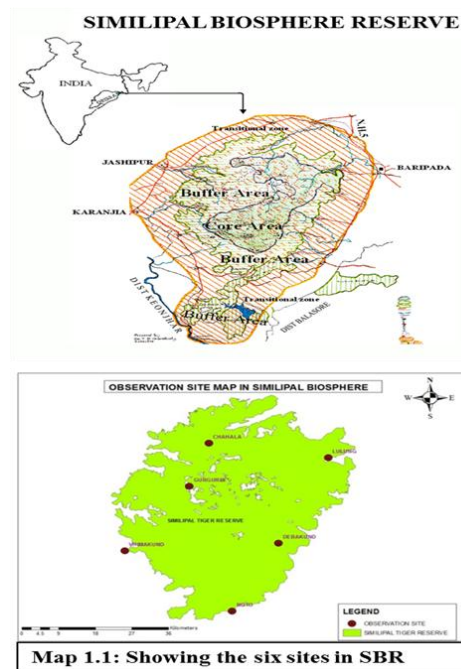 SIMILIPAL BIOSPHERE RESERVE
INDIA
Transitional zone
NH5
JASHIPUR
BARIPADA
Buffer Area
KARANJIA
Core Area
Buffer Area
DIST KEONJHAR
Transitional zone
Buffer Area
DIST BALASORE
OBSERVATION SITE MAP IN SIMILIPAL BIOSPHERE
N
W E
S
CHAHALA
LULUNG
GURGURIA
SIMILIPAL TIGER RESERVE
DEBAKUND
Kilometers
LEGEND
OBSERVATION SITE
SIMILIPAL TIGER RESERVE
Map 1.1: Showing the six sites in SBR